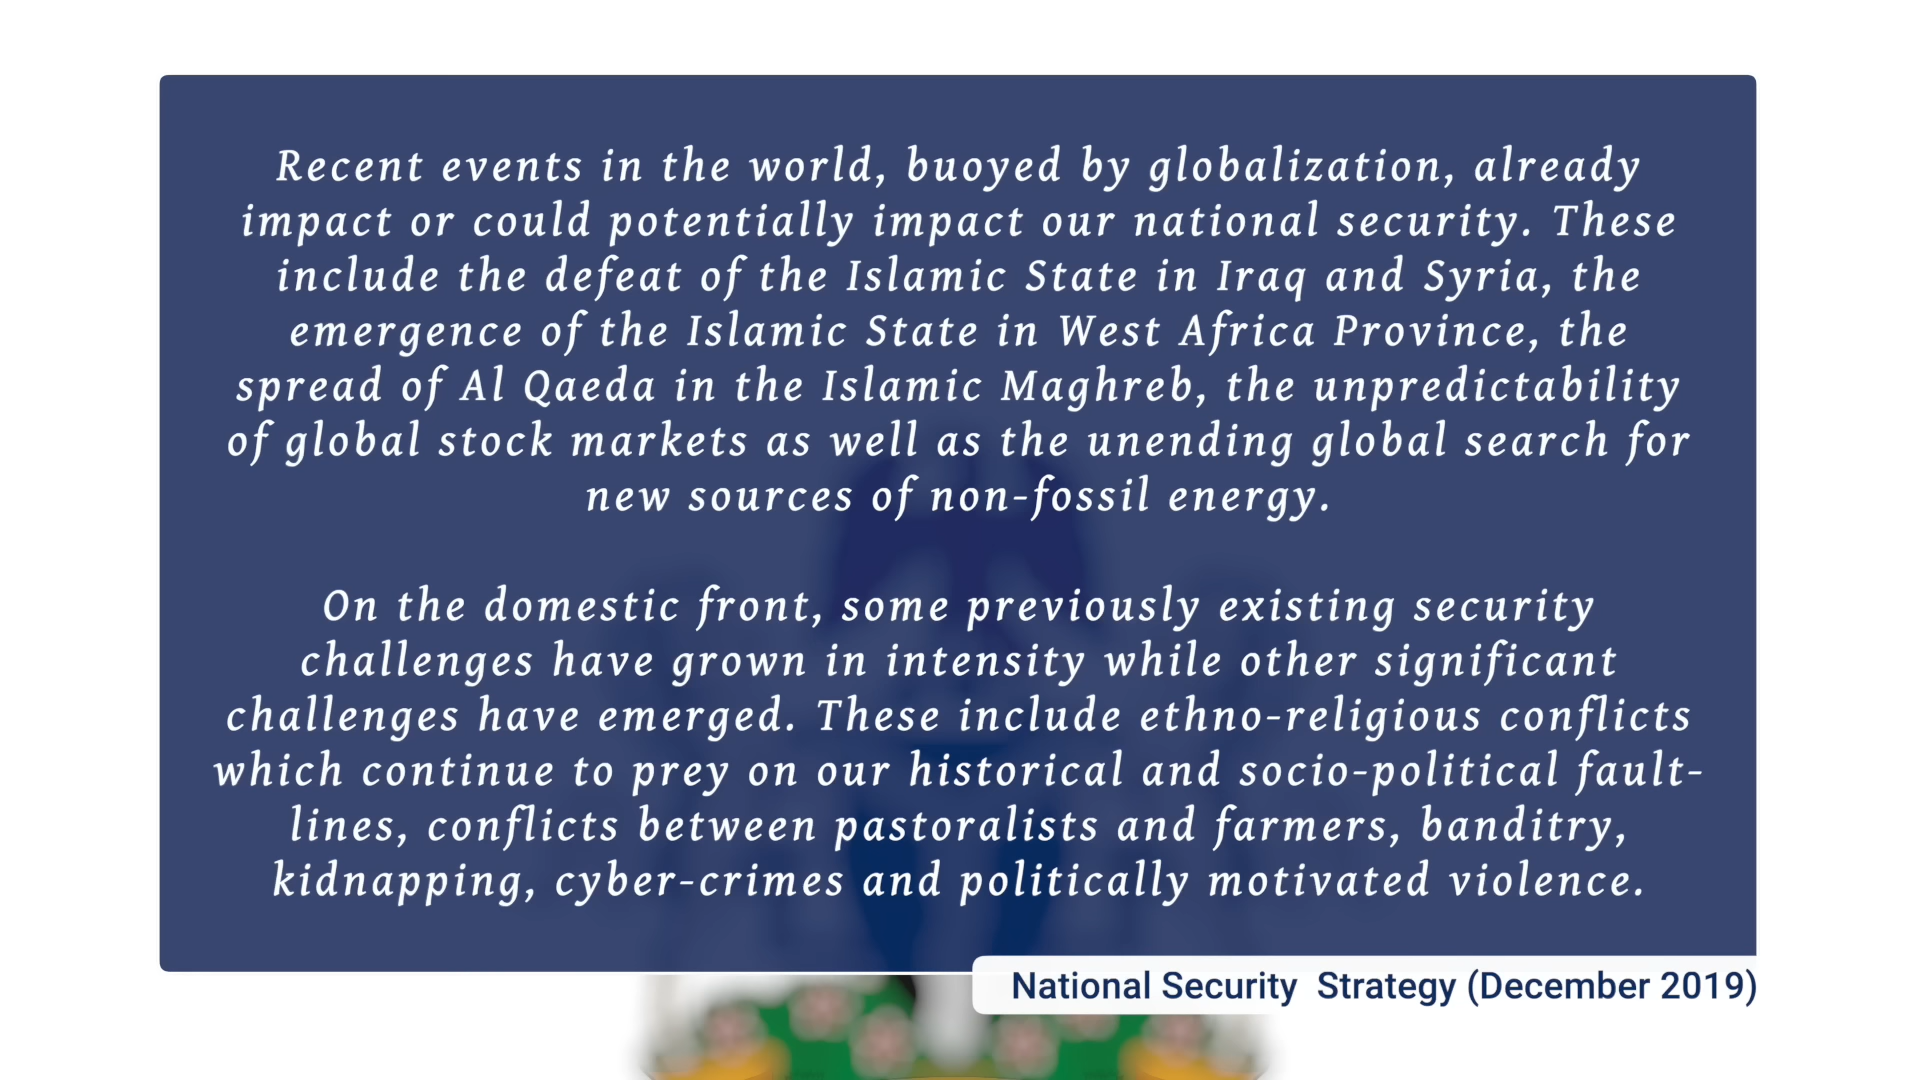 Recent events in the world, buoyed by globalization, already
impact or could potentially impact our national security. These
include the defeat of the Islamic State in Iraq and Syria, the
emergence of the Islamic State in West Africa Province, the
spread of Al Qaeda in the Islamic Maghreb, the unpredictability
of global stock markets as well as the unending global search for
new sources of non-fossil energy.
On the domestic front, some previously existing security
challenges have grown in intensity while other significant
challenges have emerged. These include ethno-religious conflicts
which continue to prey on our historical and socio-political fault-
lines, conflicts between pastoralists and farmers, banditry,
kidnapping, cyber-crimes and politically motivated violence.
National Security  Strategy (December 2019)